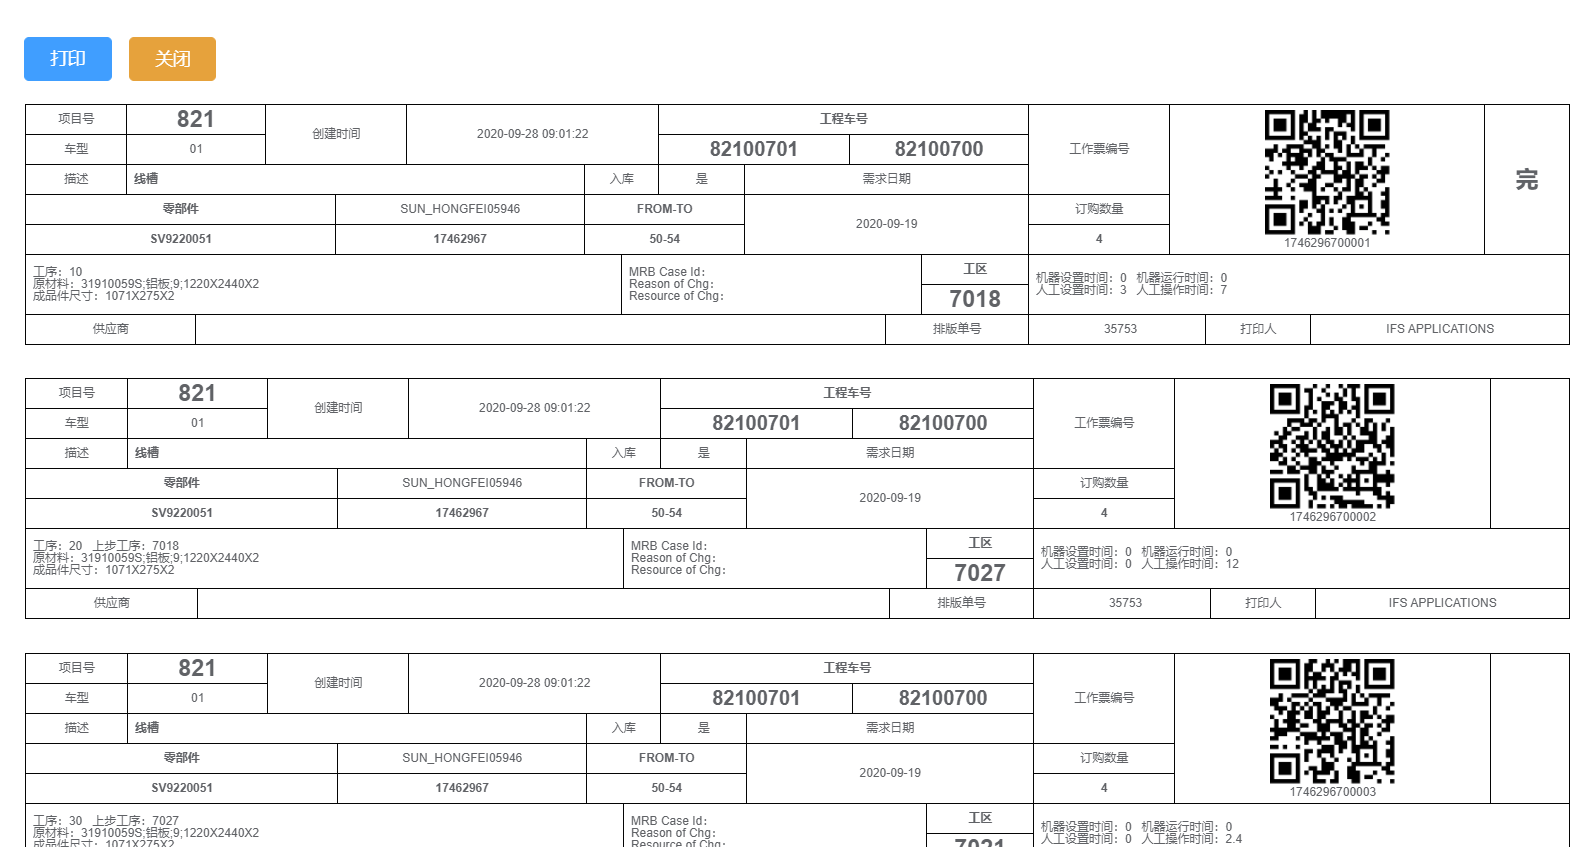 打印 关闭
项目号 821 创建时间 2020-09-28 09:01:22 工程车号 工作票编号 完
车型 01 82100701 82100700
描述 线槽 入库 是 需求日期
零部件 SUN_HONGFEI05946 FROM-TO 2020-09-19 订购数量
SV9220051 17462967 50-54 4 1746296700001
工序：10 MRB Case Id: 工区 机器设置时间：0 机器运行时间：0
原材料：31910059S;铝板;9;1220X2440X2 Reason of Chg: 人工设置时间：3 人工操作时间：7
成品件尺寸：1071X275X2 Resource of Chg: 7018
供应商 排版单号 35753 打印人 IFS APPLICATIONS
项目号 821 创建时间 2020-09-28 09:01:22 工程车号 工作票编号
车型 01 82100701 82100700
描述 线槽 入库 是 需求日期
零部件 SUN_HONGFEI05946 FROM-TO 2020-09-19 订购数量
SV9220051 17462967 50-54 4 1746296700002
工序：20 上步工序：7018 MRB Case Id: 工区 机器设置时间：0 机器运行时间：0
原材料：31910059S;铝板;9;1220X2440X2 Reason of Chg: 人工设置时间：0 人工操作时间：12
成品件尺寸：1071X275X2 Resource of Chg: 7027
供应商 排版单号 35753 打印人 IFS APPLICATIONS
项目号 821 创建时间 2020-09-28 09:01:22 工程车号 工作票编号
车型 01 82100701 82100700
描述 线槽 入库 是 需求日期
零部件 SUN_HONGFEI05946 FROM-TO 2020-09-19 订购数量
SV9220051 17462967 50-54 4 1746296700003
工序：30 上步工序：7027 MRB Case Id: 工区 机器设置时间：0 机器运行时间：0
原材料：31910059S;铝板;9;1220X2440X2 Reason of Chg: 人工设置时间：0 人工操作时间：2.4
成品件尺寸：1071X275X2 Resource of Chg: 7021